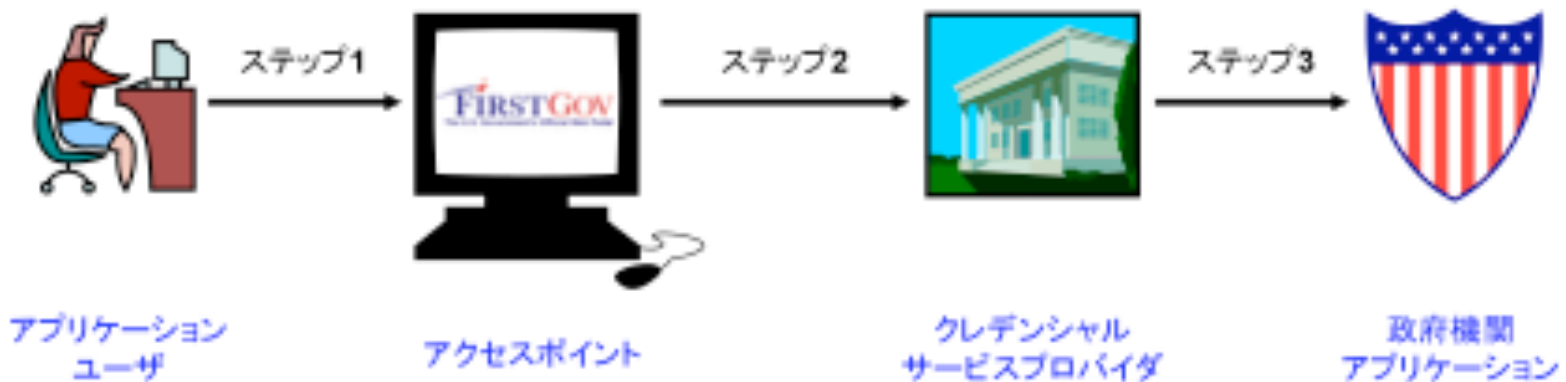 ステップ1
ステップ2
ステップ3
FIRSTGOV
アプリケーション
ユーザ
アクセスポイント
クレデンシャル
サービスプロバイダ
政府機関
アプリケーション